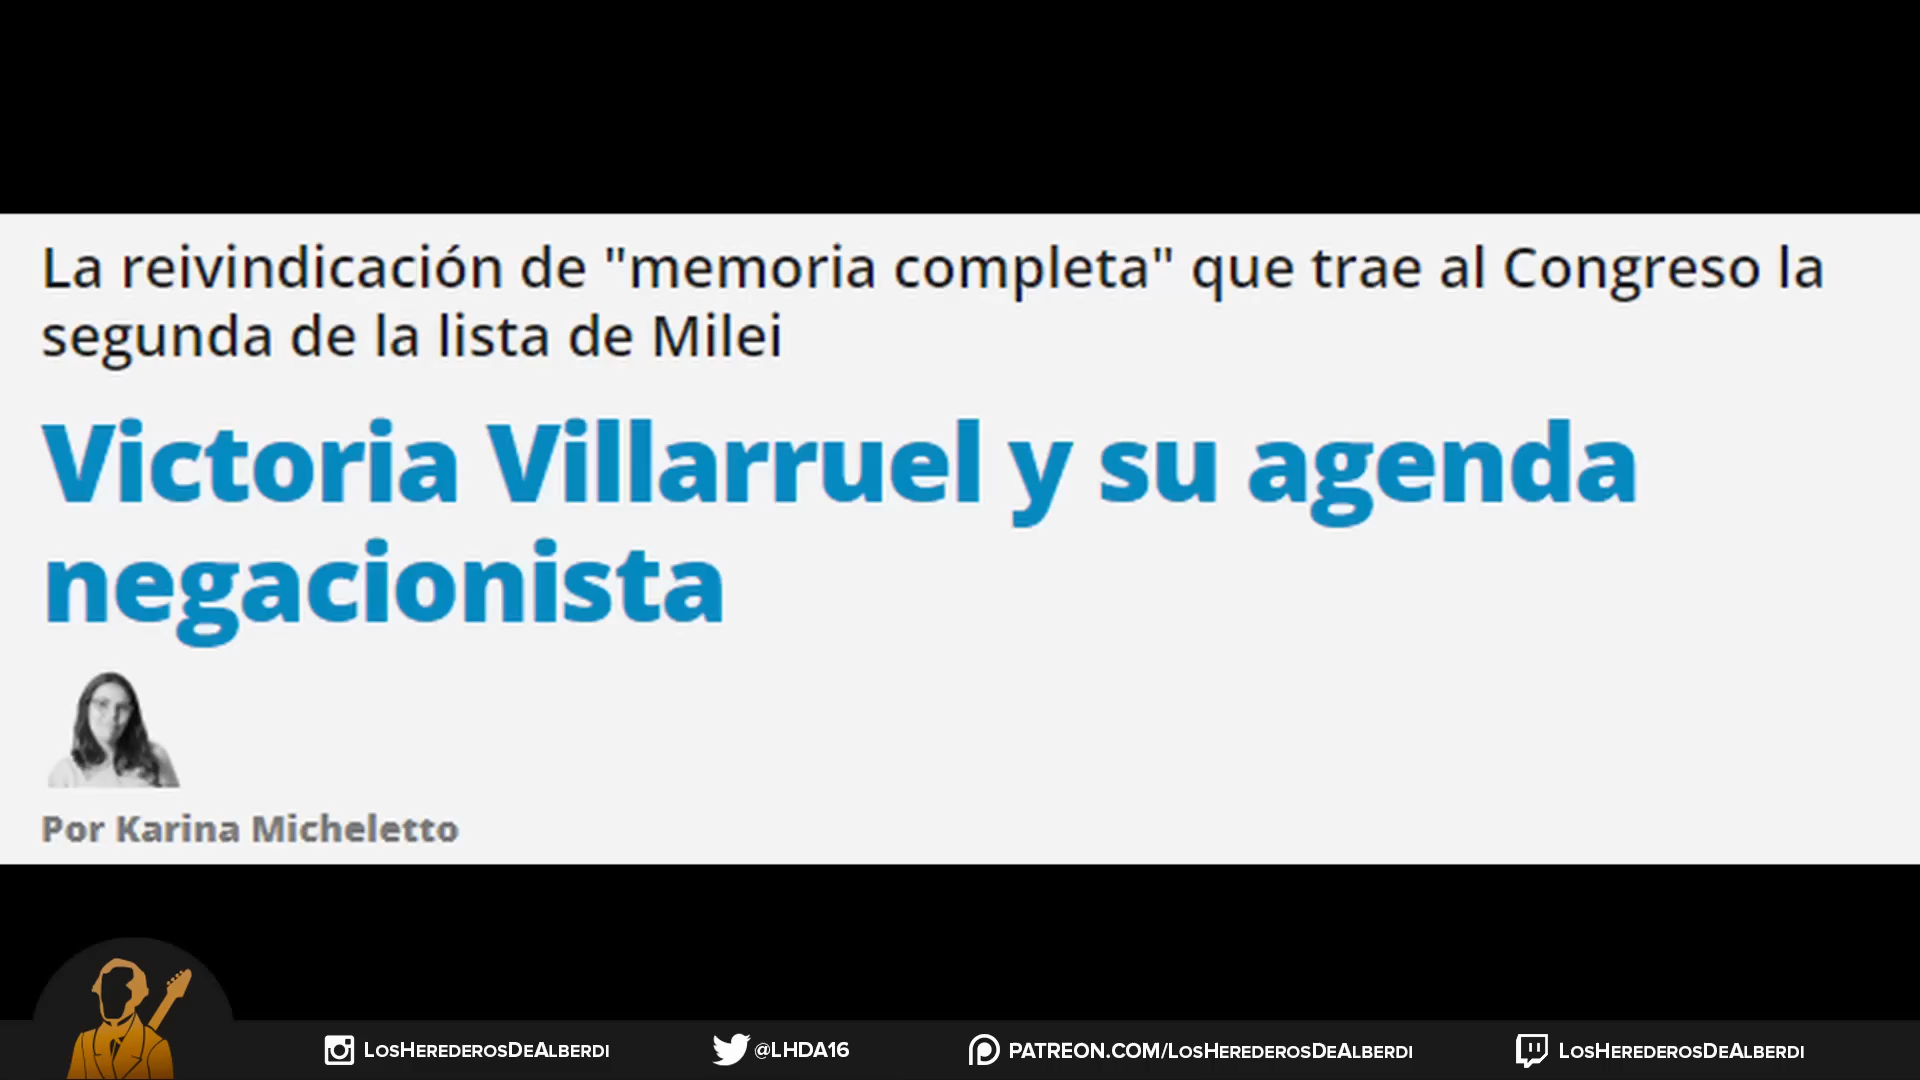 La reivindicación de "memoria completa" que trae al Congreso la
segunda de la lista de Milei
Victoria Villarruel y su agenda
negacionista
Por Karina Micheletto
LosHerederosDeAlberdi
@LHDA16
PATREON.COM/LosHerederosDeAlberdi
LosHerederosDeAlberdi